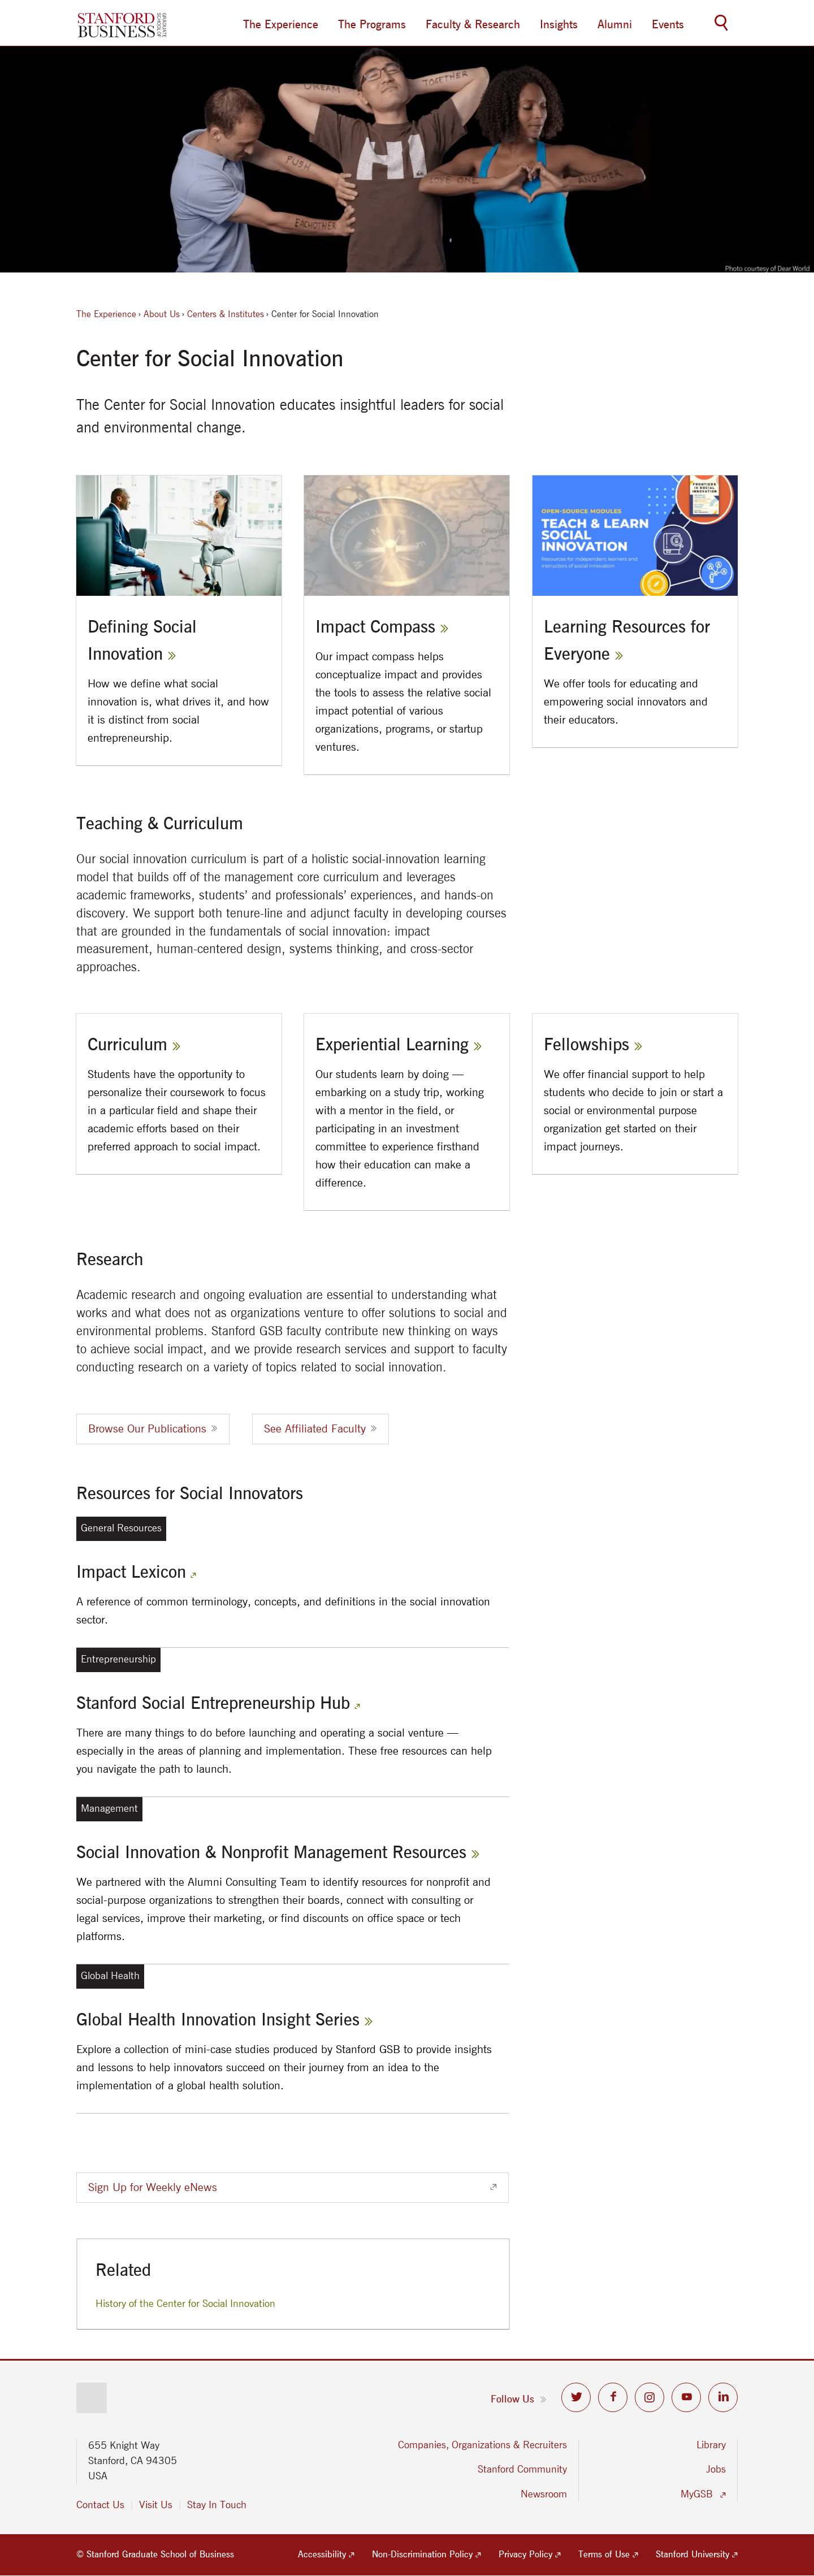 STANFORD
BUSINESS
GRADUATE
SCHOOL OF
The Experience
The Programs
Faculty & Research
Insights
Alumni
Events
DREAM
TOGETHER
PUSH
HI
EACHOTHER
ANOTHER
Photo courtesy of Dear World
The Experience › About Us › Centers & Institutes › Center for Social Innovation
Center for Social Innovation
The Center for Social Innovation educates insightful leaders for social
and environmental change.
OPEN-SOURCE MODULES
TEACH & LEARN
SOCIAL
INNOVATION
Resources for independent learners and
instructors of social innovation
FRONTIERS
IN SOCIAL
INNOVATION
Defining Social
Innovation »
How we define what social
innovation is, what drives it, and how
it is distinct from social
entrepreneurship.
Impact Compass »
Our impact compass helps
conceptualize impact and provides
the tools to assess the relative social
impact potential of various
organizations, programs, or startup
ventures.
Learning Resources for
Everyone »
We offer tools for educating and
empowering social innovators and
their educators.
Teaching & Curriculum
Our social innovation curriculum is part of a holistic social-innovation learning
model that builds off of the management core curriculum and leverages
academic frameworks, students’ and professionals’ experiences, and hands-on
discovery. We support both tenure-line and adjunct faculty in developing courses
that are grounded in the fundamentals of social innovation: impact
measurement, human-centered design, systems thinking, and cross-sector
approaches.
Curriculum »
Students have the opportunity to
personalize their coursework to focus
in a particular field and shape their
academic efforts based on their
preferred approach to social impact.
Experiential Learning »
Our students learn by doing —
embarking on a study trip, working
with a mentor in the field, or
participating in an investment
committee to experience firsthand
how their education can make a
difference.
Fellowships »
We offer financial support to help
students who decide to join or start a
social or environmental purpose
organization get started on their
impact journeys.
Research
Academic research and ongoing evaluation are essential to understanding what
works and what does not as organizations venture to offer solutions to social and
environmental problems. Stanford GSB faculty contribute new thinking on ways
to achieve social impact, and we provide research services and support to faculty
conducting research on a variety of topics related to social innovation.
Browse Our Publications »
See Affiliated Faculty »
Resources for Social Innovators
General Resources
Impact Lexicon
A reference of common terminology, concepts, and definitions in the social innovation
sector.
Entrepreneurship
Stanford Social Entrepreneurship Hub
There are many things to do before launching and operating a social venture —
especially in the areas of planning and implementation. These free resources can help
you navigate the path to launch.
Management
Social Innovation & Nonprofit Management Resources »
We partnered with the Alumni Consulting Team to identify resources for nonprofit and
social-purpose organizations to strengthen their boards, connect with consulting or
legal services, improve their marketing, or find discounts on office space or tech
platforms.
Global Health
Global Health Innovation Insight Series »
Explore a collection of mini-case studies produced by Stanford GSB to provide insights
and lessons to help innovators succeed on their journey from an idea to the
implementation of a global health solution.
Sign Up for Weekly eNews
Related
History of the Center for Social Innovation
Follow Us »
655 Knight Way
Stanford, CA 94305
USA
Contact Us
Visit Us
Stay In Touch
Companies, Organizations & Recruiters
Stanford Community
Newsroom
Library
Jobs
MyGSB
© Stanford Graduate School of Business
Accessibility
Non-Discrimination Policy
Privacy Policy
Terms of Use
Stanford University